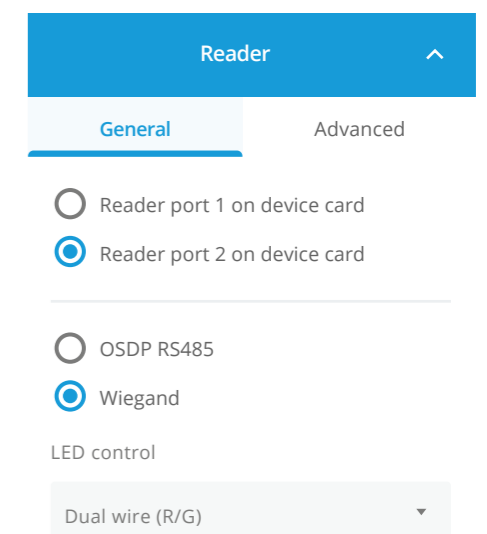 Reader
General Advanced
Reader port 1 on device card
Reader port 2 on device card
OSDP RS485
Wiegand
LED control
Dual wire (R/G)